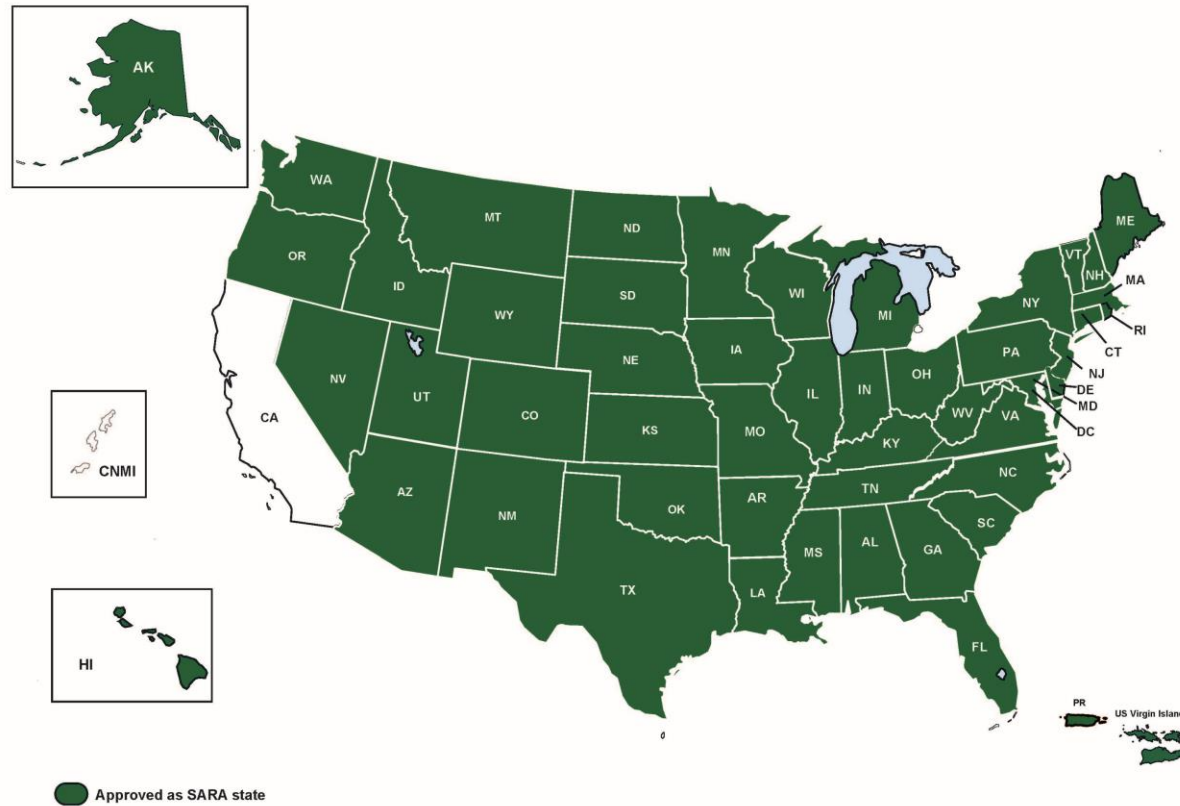 AK
WA
MT
ND
MN
ME
OR
ID
SD
WI
VT
NH
MA
WY
MI
NY
RI
CT
IA
PA
NJ
NE
OH
DE
NV
UT
IL
IN
MD
CA
CO
WV
VA
DC
KS
MO
KY
CNMI
NC
TN
AZ
NM
OK
AR
SC
MS
AL
GA
TX
LA
HI
FL
PR
US Virgin Island
Approved as SARA state